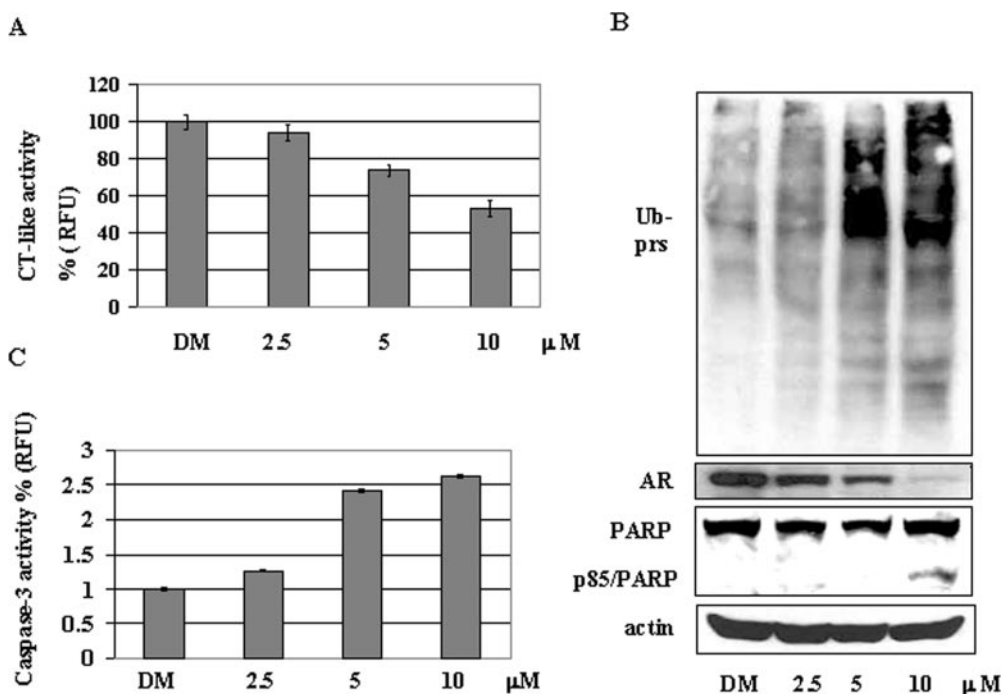 A
CT-like activity
% ( RFU)
120
100
80
60
40
20
0
DM 2.5 5 10 μM
C
Caspase-3 activity % (RFU)
3
2.5
2
1.5
1
0.5
0
DM 2.5 5 10 μM
B
Ub-
prs
AR
PARP
p85/PARP
actin
DM 2.5 5 10 μM